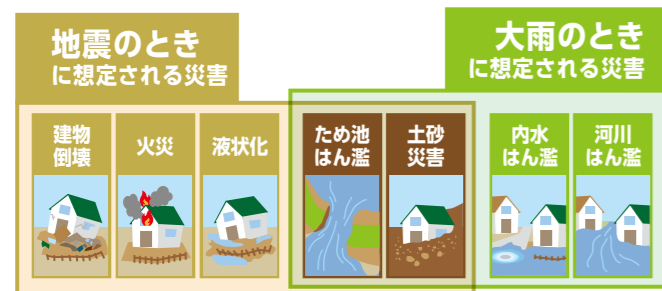 地震のとき
に想定される災害
大雨のとき
に想定される災害
建物
倒壊
火災
液状化
ため池
はん濫
土砂
災害
内水
はん濫
河川
はん濫